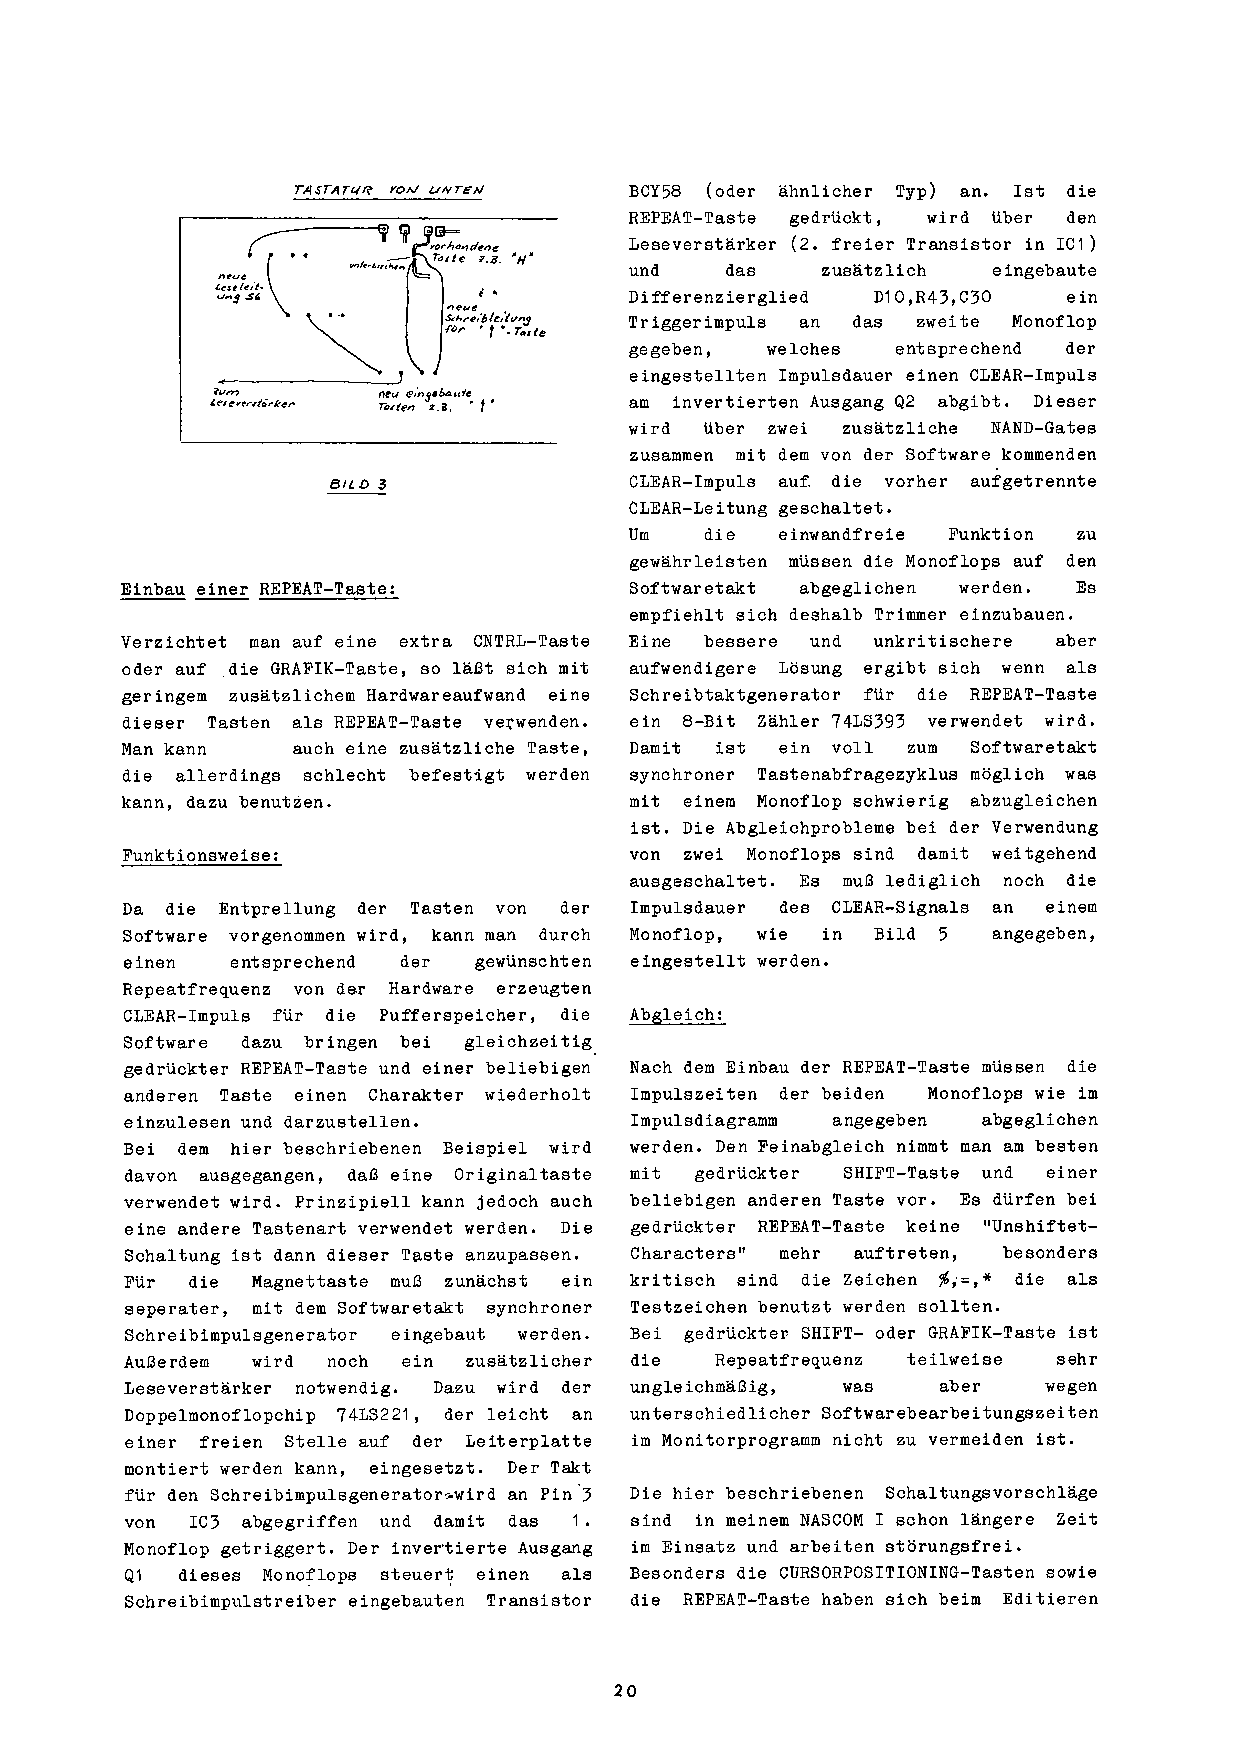 TASTATUR VON UNTEN
vorhandene
Taste z.B. "H"
unterbrechen
neue
Leseleit-
ung S6
neue
Schreibleitung
für "↑"-Taste
zum
Leseverstärker
neu eingebaute
Tasten z.B. "↑"
BILD 3
Einbau einer REPEAT-Taste:
Verzichtet man auf eine extra CNTRL-Taste
oder auf die GRAFIK-Taste, so läßt sich mit
geringem zusätzlichem Hardwareaufwand eine
dieser Tasten als REPEAT-Taste verwenden.
Man kann auch eine zusätzliche Taste,
die allerdings schlecht befestigt werden
kann, dazu benutzen.
Funktionsweise:
Da die Entprellung der Tasten von der
Software vorgenommen wird, kann man durch
einen entsprechend der gewünschten
Repeatfrequenz von der Hardware erzeugten
CLEAR-Impuls für die Pufferspeicher, die
Software dazu bringen bei gleichzeitig
gedrückter REPEAT-Taste und einer beliebigen
anderen Taste einen Charakter wiederholt
einzulesen und darzustellen.
Bei dem hier beschriebenen Beispiel wird
davon ausgegangen, daß eine Originaltaste
verwendet wird. Prinzipiell kann jedoch auch
eine andere Tastenart verwendet werden. Die
Schaltung ist dann dieser Taste anzupassen.
Für die Magnettaste muß zunächst ein
seperater, mit dem Softwaretakt synchroner
Schreibimpulsgenerator eingebaut werden.
Außerdem wird noch ein zusätzlicher
Leseverstärker notwendig. Dazu wird der
Doppelmonoflopchip 74LS221, der leicht an
einer freien Stelle auf der Leiterplatte
montiert werden kann, eingesetzt. Der Takt
für den Schreibimpulsgenerator wird an Pin 3
von IC3 abgegriffen und damit das 1.
Monoflop getriggert. Der invertierte Ausgang
Q1 dieses Monoflops steuert einen als
Schreibimpulstreiber eingebauten Transistor
BCY58 (oder ähnlicher Typ) an. Ist die
REPEAT-Taste gedrückt, wird über den
Leseverstärker (2. freier Transistor in IC1)
und das zusätzlich eingebaute
Differenzierglied D10,R43,C30 ein
Triggerimpuls an das zweite Monoflop
gegeben, welches entsprechend der
eingestellten Impulsdauer einen CLEAR-Impuls
am invertierten Ausgang Q2 abgibt. Dieser
wird über zwei zusätzliche NAND-Gates
zusammen mit dem von der Software kommenden
CLEAR-Impuls auf die vorher aufgetrennte
CLEAR-Leitung geschaltet.
Um die einwandfreie Funktion zu
gewährleisten müssen die Monoflops auf den
Softwaretakt abgeglichen werden. Es
empfiehlt sich deshalb Trimmer einzubauen.
Eine bessere und unkritischere aber
aufwendigere Lösung ergibt sich wenn als
Schreibtaktgenerator für die REPEAT-Taste
ein 8-Bit Zähler 74LS393 verwendet wird.
Damit ist ein voll zum Softwaretakt
synchroner Tastenabfragezyklus möglich was
mit einem Monoflop schwierig abzugleichen
ist. Die Abgleichprobleme bei der Verwendung
von zwei Monoflops sind damit weitgehend
ausgeschaltet. Es muß lediglich noch die
Impulsdauer des CLEAR-Signals an einem
Monoflop, wie in Bild 5 angegeben,
eingestellt werden.
Abgleich:
Nach dem Einbau der REPEAT-Taste müssen die
Impulszeiten der beiden Monoflops wie im
Impulsdiagramm angegeben abgeglichen
werden. Den Feinabgleich nimmt man am besten
mit gedrückter SHIFT-Taste und einer
beliebigen anderen Taste vor. Es dürfen bei
gedrückter REPEAT-Taste keine "Unshiftet-
Characters" mehr auftreten, besonders
kritisch sind die Zeichen %,=,* die als
Testzeichen benutzt werden sollten.
Bei gedrückter SHIFT- oder GRAFIK-Taste ist
die Repeatfrequenz teilweise sehr
ungleichmäßig, was aber wegen
unterschiedlicher Softwarebearbeitungszeiten
im Monitorprogramm nicht zu vermeiden ist.
Die hier beschriebenen Schaltungsvorschläge
sind in meinem NASCOM I schon längere Zeit
im Einsatz und arbeiten störungsfrei.
Besonders die CURSORPOSITIONING-Tasten sowie
die REPEAT-Taste haben sich beim Editieren
20